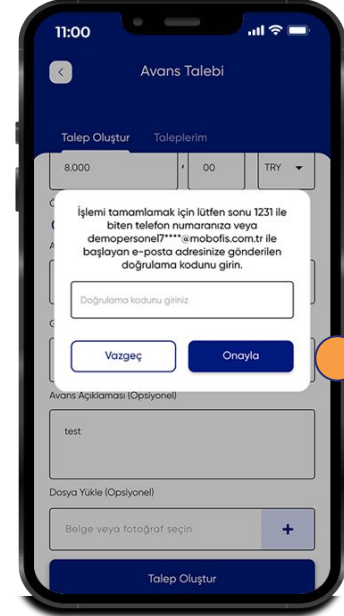 11:00
Avans Talebi
Talep Oluştur Taleplerim
8.000 , 00 TRY
İşlemi tamamlamak için lütfen sonu 1231 ile
biten telefon numaranıza veya
demopersonel7****@mobofis.com.tr ile
başlayan e-posta adresinize gönderilen
doğrulama kodunu girin.
Doğrulama kodunu giriniz
Vazgeç Onayla
Avans Açıklaması (Opsiyonel)
test
Dosya Yükle (Opsiyonel)
Belge veya fotoğraf seçin +
Talep Oluştur